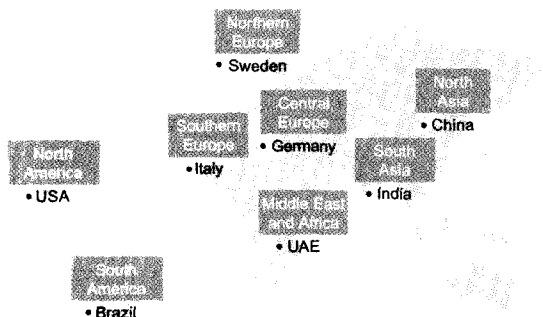 Northern
Europe
• Sweden
North
Asia
• China
Central
Europe
• Germany
Southern
Europe
• Italy
South
Asia
• India
North
America
• USA
Middle East
and Africa
• UAE
South
America
• Brazil